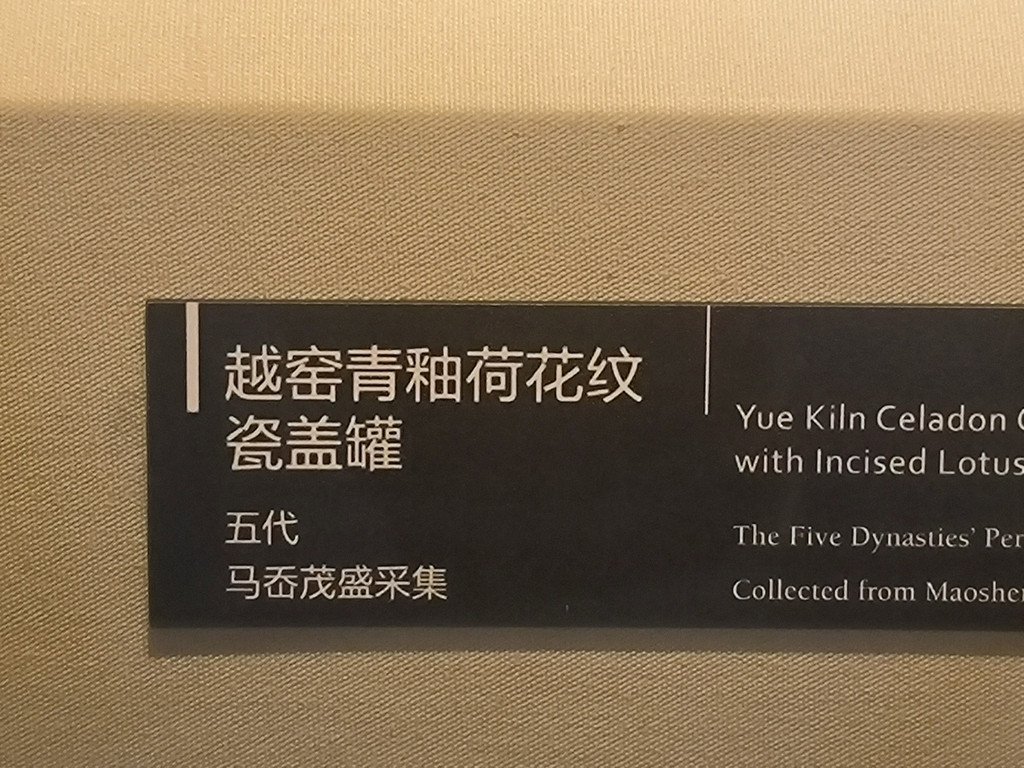 越窑青釉荷花纹
瓷盖罐
五代
马岙茂盛采集
Yue Kiln Celadon
with Incised Lotus
The Five Dynasties'
Collected from